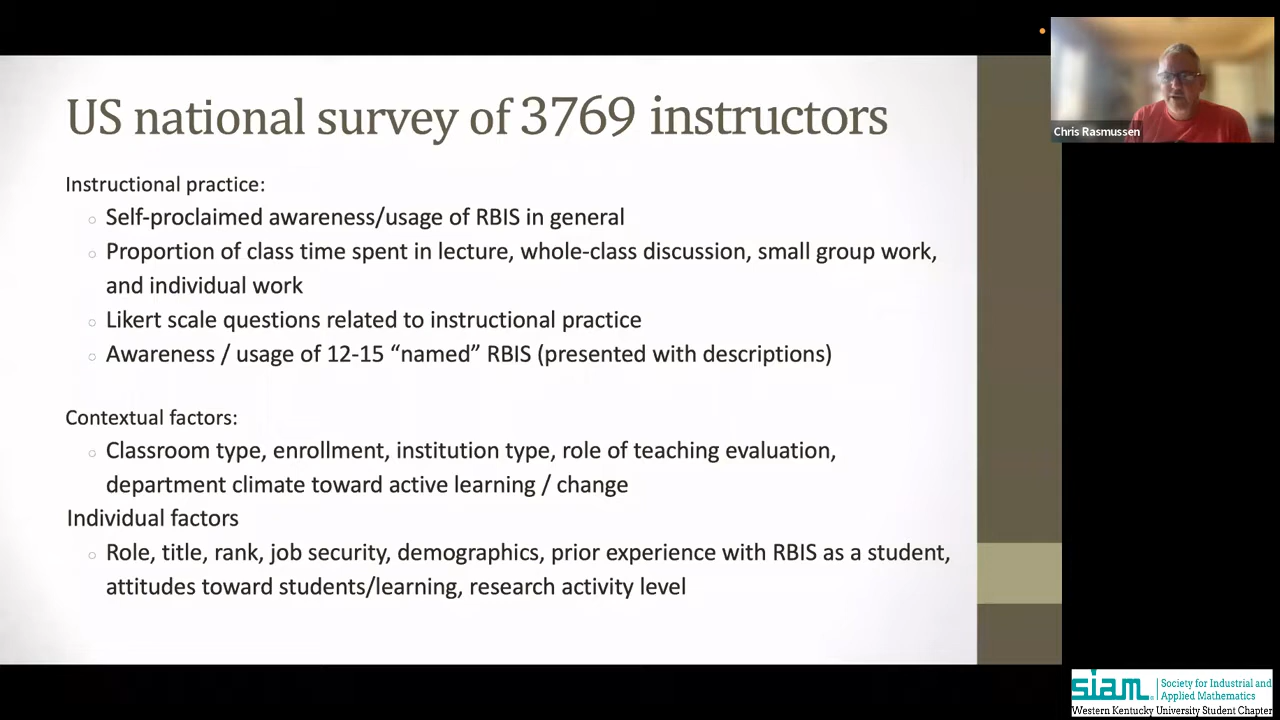 US national survey of 3769 instructors
Instructional practice:
○ Self-proclaimed awareness/usage of RBIS in general
○ Proportion of class time spent in lecture, whole-class discussion, small group work,
and individual work
○ Likert scale questions related to instructional practice
○ Awareness / usage of 12-15 “named” RBIS (presented with descriptions)
Contextual factors:
○ Classroom type, enrollment, institution type, role of teaching evaluation,
department climate toward active learning / change
Individual factors
○ Role, title, rank, job security, demographics, prior experience with RBIS as a student,
attitudes toward students/learning, research activity level
Chris Rasmussen
siam. Society for Industrial and
Applied Mathematics
Western Kentucky University Student Chapter